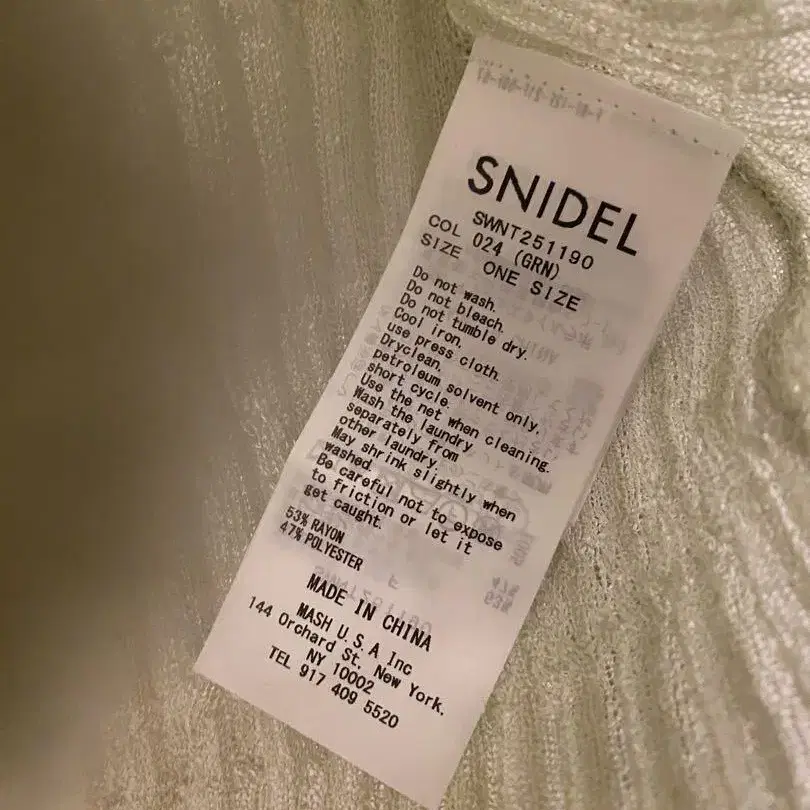 SNIDEL
SWNT251190
COL 024 (GRN)
SIZE ONE SIZE
Do not wash.
Do not bleach.
Do not tumble dry.
Cool iron.
use press cloth.
Dryclean.
petroleum solvent only,
short cycle.
Use the net when cleaning.
Wash the laundry
separately from
other laundry.
May shrink slightly when
washed.
Be careful not to expose
to friction or let it
get caught.
53% RAYON
47% POLYESTER
MADE IN CHINA
MASH U.S.A Inc
144 Orchard St, New York.
NY 10002
TEL 917 409 5520